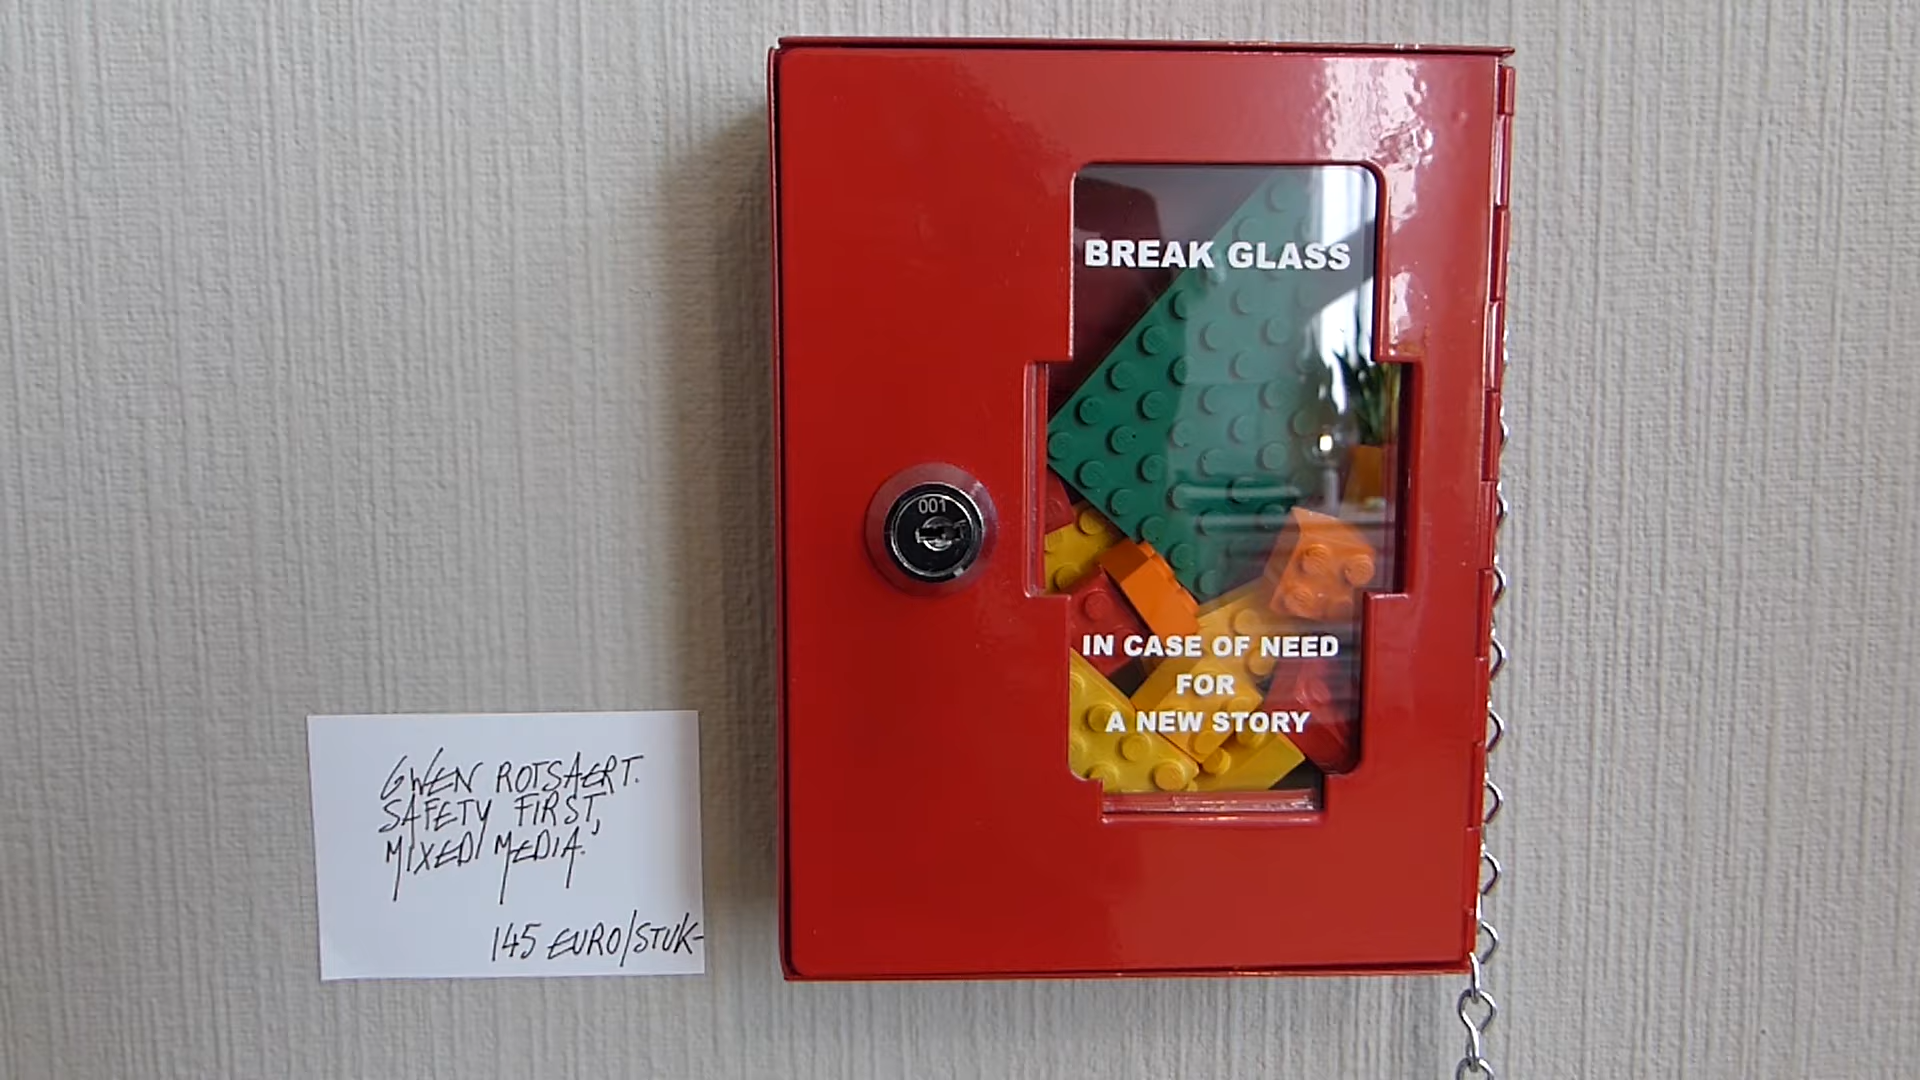 BREAK GLASS
001
IN CASE OF NEED
FOR
A NEW STORY
GWEN ROTSAERT.
SAFETY FIRST,
MIXED MEDIA.
145 EURO/STUK-